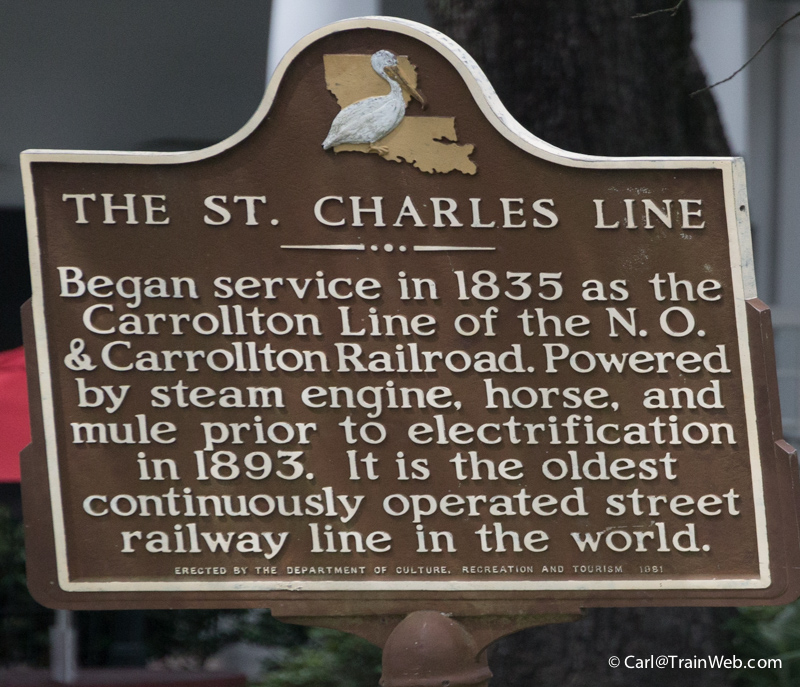 THE ST. CHARLES LINE
Began service in 1835 as the
Carrollton Line of the N. O.
& Carrollton Railroad. Powered
by steam engine, horse, and
mule prior to electrification
in 1893. It is the oldest
continuously operated street
railway line in the world.
ERECTED BY THE DEPARTMENT OF CULTURE, RECREATION AND TOURISM 1981
© Carl@TrainWeb.com